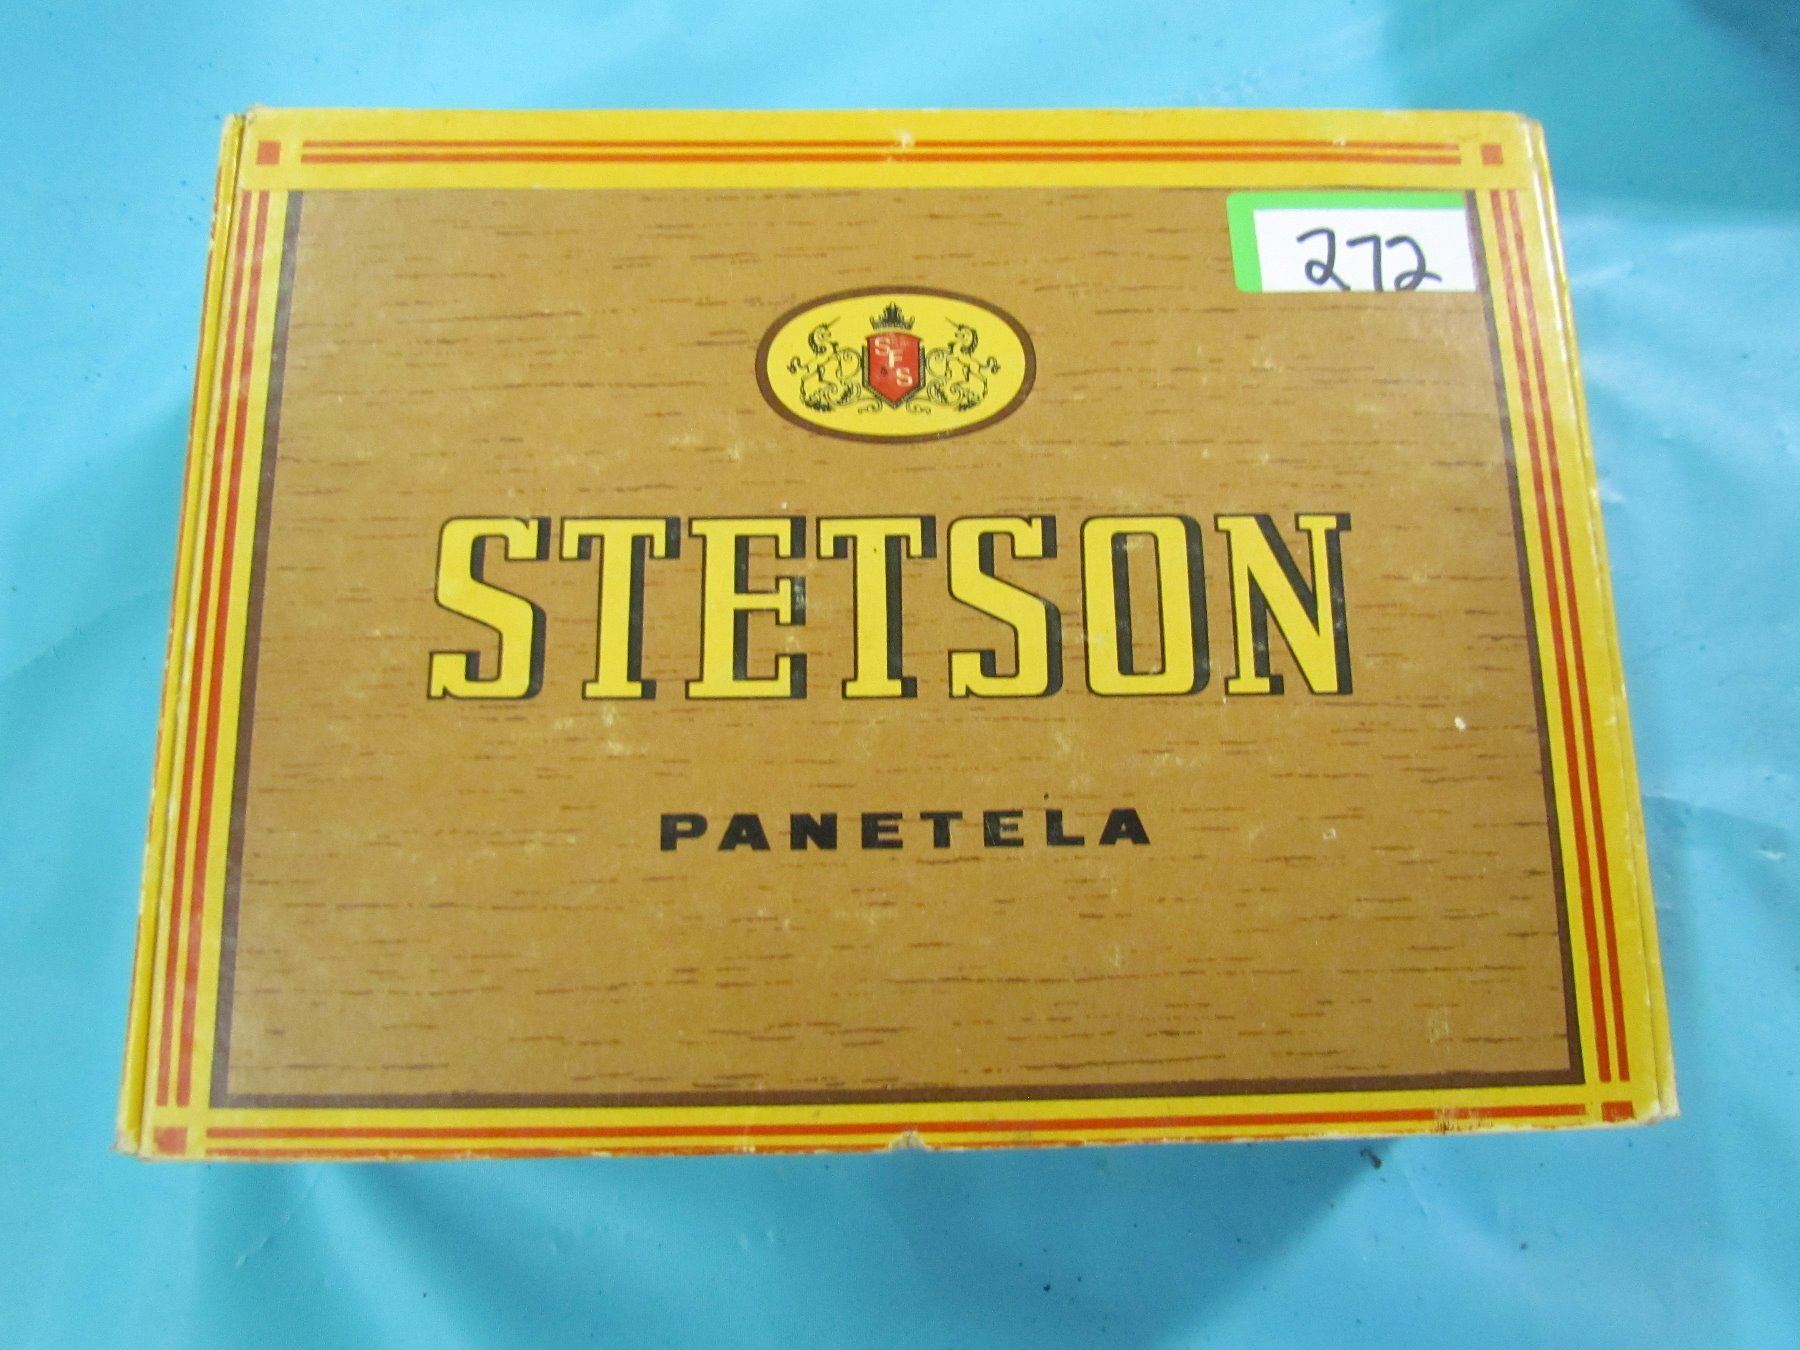 272
S F & S
STETSON
PANETELA